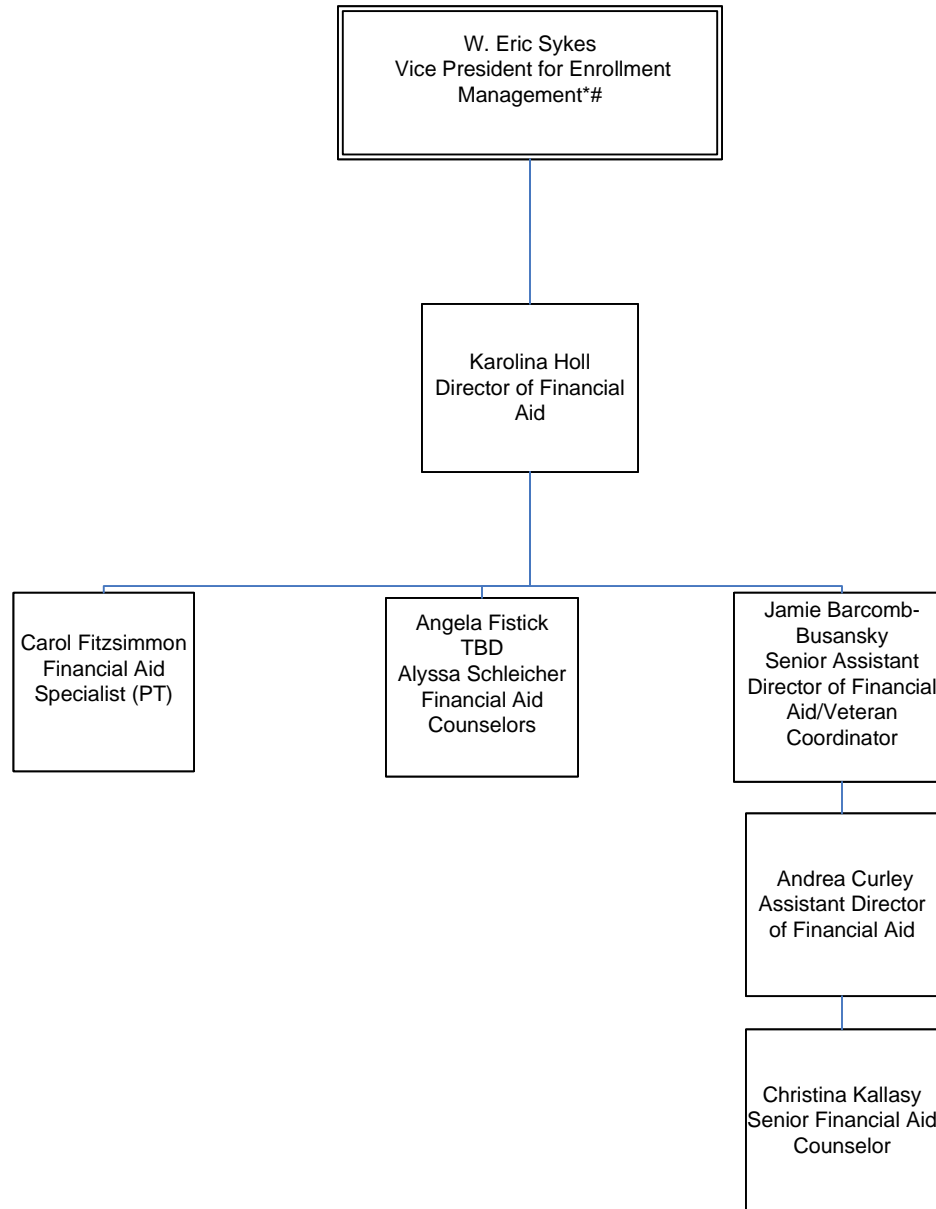 W. Eric Sykes
Vice President for Enrollment
Management*#
Karolina Holl
Director of Financial
Aid
Carol Fitzsimmon
Financial Aid
Specialist (PT)
Angela Fistick
TBD
Alyssa Schleicher
Financial Aid
Counselors
Jamie Barcomb-
Busansky
Senior Assistant
Director of Financial
Aid/Veteran
Coordinator
Andrea Curley
Assistant Director
of Financial Aid
Christina Kallasy
Senior Financial Aid
Counselor